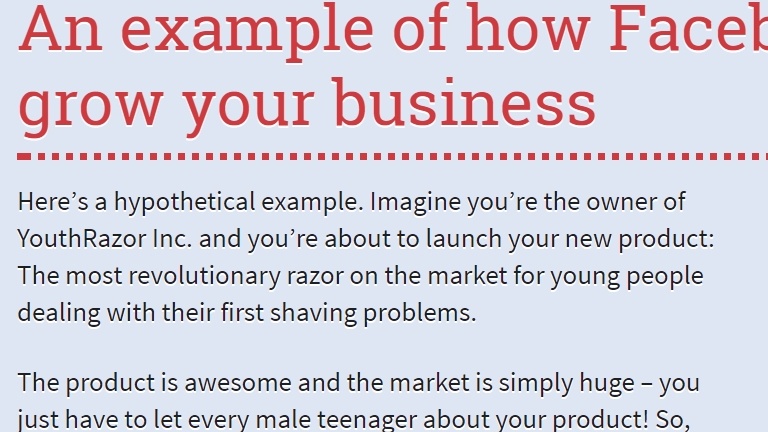 An example of how Faceb
grow your business
Here’s a hypothetical example. Imagine you’re the owner of
YouthRazor Inc. and you’re about to launch your new product:
The most revolutionary razor on the market for young people
dealing with their first shaving problems.
The product is awesome and the market is simply huge – you
just have to let every male teenager about your product! So,